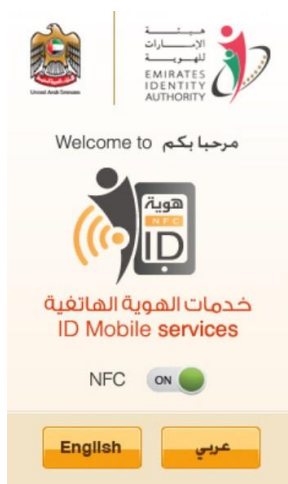 United Arab Emirates
هيئة
الإمارات
للهوية
EMIRATES
IDENTITY
AUTHORITY
Welcome to مرحبا بكم
هوية
NFC
ID
خدمات الهوية الهاتفية
ID Mobile services
NFC ON
English عربي